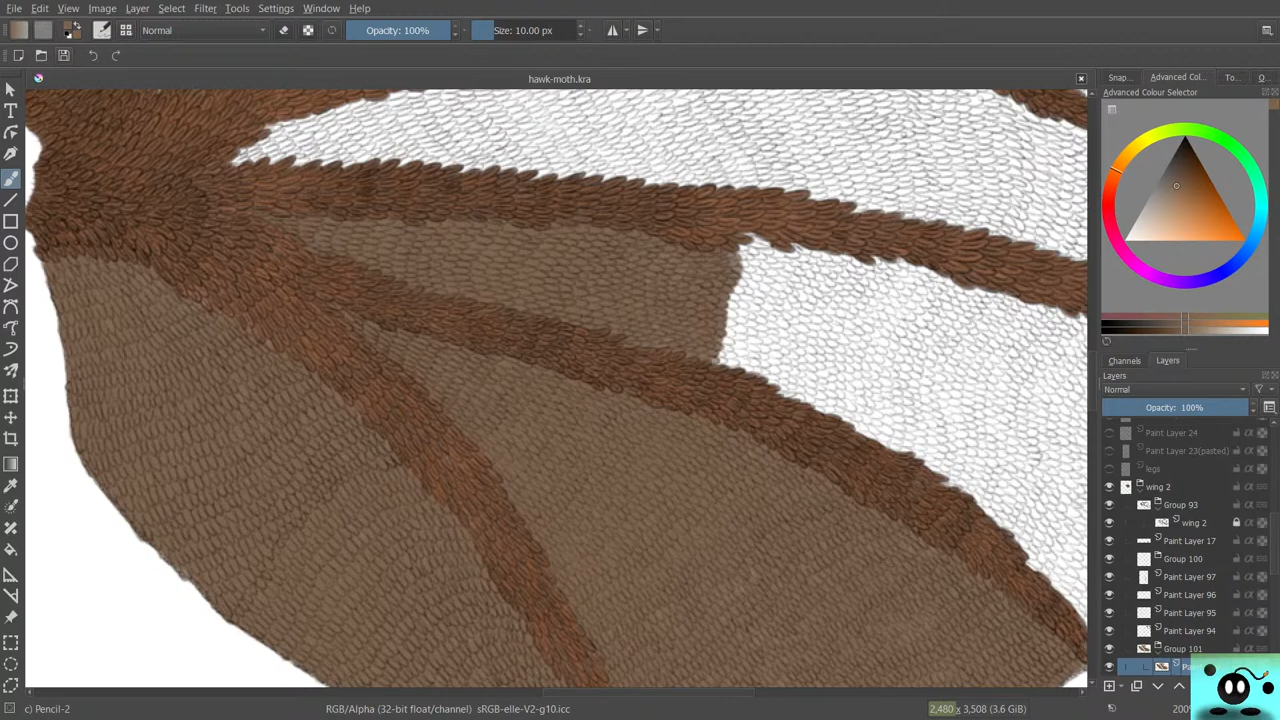 File Edit View Image Layer Select Filter Tools Settings Window Help
Normal Opacity: 100% Size: 10.00 px
hawk-moth.kra
Snap... Advanced Col... To... Q...
Advanced Colour Selector
Channels Layers
Layers
Normal
Opacity: 100%
Paint Layer 24
Paint Layer 23(pasted)
legs
wing 2
Group 93
wing 2
Paint Layer 17
Group 100
Paint Layer 97
Paint Layer 96
Paint Layer 95
Paint Layer 94
Group 101
c) Pencil-2 RGB/Alpha (32-bit float/channel) sRGB-elle-V2-g10.icc 2,480 x 3,508 (3.6 GiB) 200%